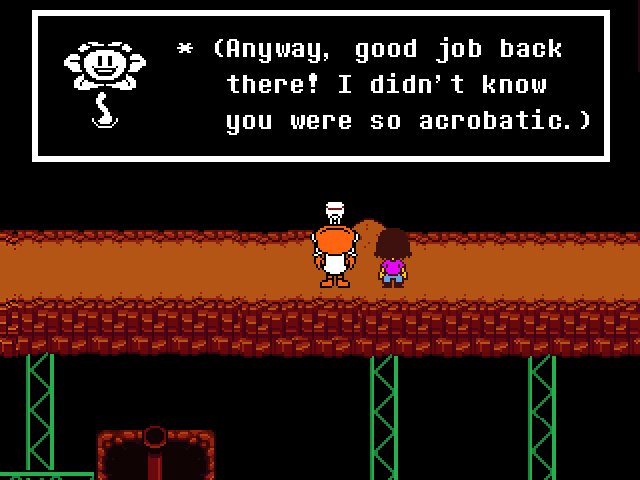 * (Anyway, good job back
there! I didn't know
you were so acrobatic.)